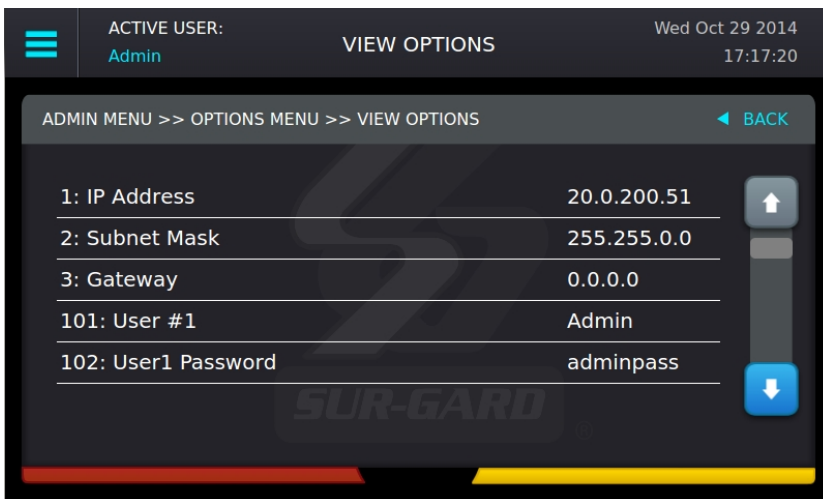 ACTIVE USER:
Admin
VIEW OPTIONS
Wed Oct 29 2014
17:17:20
ADMIN MENU >> OPTIONS MENU >> VIEW OPTIONS
◀ BACK
1: IP Address 20.0.200.51
2: Subnet Mask 255.255.0.0
3: Gateway 0.0.0.0
101: User #1 Admin
102: User1 Password adminpass
SUR-GARD
®